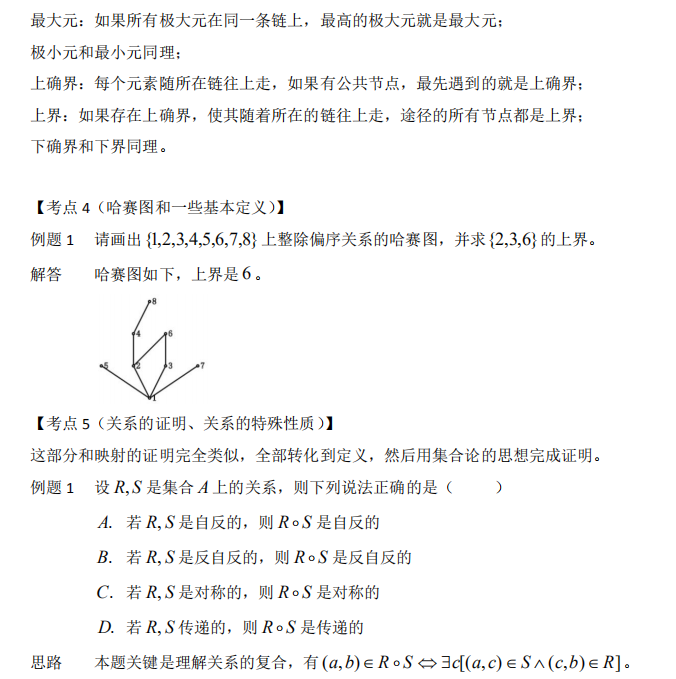 最大元：如果所有极大元在同一条链上，最高的极大元就是最大元；
极小元和最小元同理；
上确界：每个元素随所在链往上走，如果有公共节点，最先遇到的就是上确界；
上界：如果存在上确界，使其随着所在的链往上走，途径的所有节点都是上界；
下确界和下界同理。
【考点 4（哈赛图和一些基本定义）】
例题 1 请画出{1,2,3,4,5,6,7,8}上整除偏序关系的哈赛图，并求{2,3,6}的上界。
解答 哈赛图如下，上界是 6 。
8
4 6
5 2 3 7
1
【考点 5（关系的证明、关系的特殊性质）】
这部分和映射的证明完全类似，全部转化到定义，然后用集合论的思想完成证明。
例题 1 设 R,S 是集合 A 上的关系，则下列说法正确的是（ ）
A. 若 R,S 是自反的，则 R∘S 是自反的
B. 若 R,S 是反自反的，则 R∘S 是反自反的
C. 若 R,S 是对称的，则 R∘S 是对称的
D. 若 R,S 传递的，则 R∘S 是传递的
思路 本题关键是理解关系的复合，有 (a,b)∈R∘S⇔∃c[(a,c)∈S∧(c,b)∈R] 。